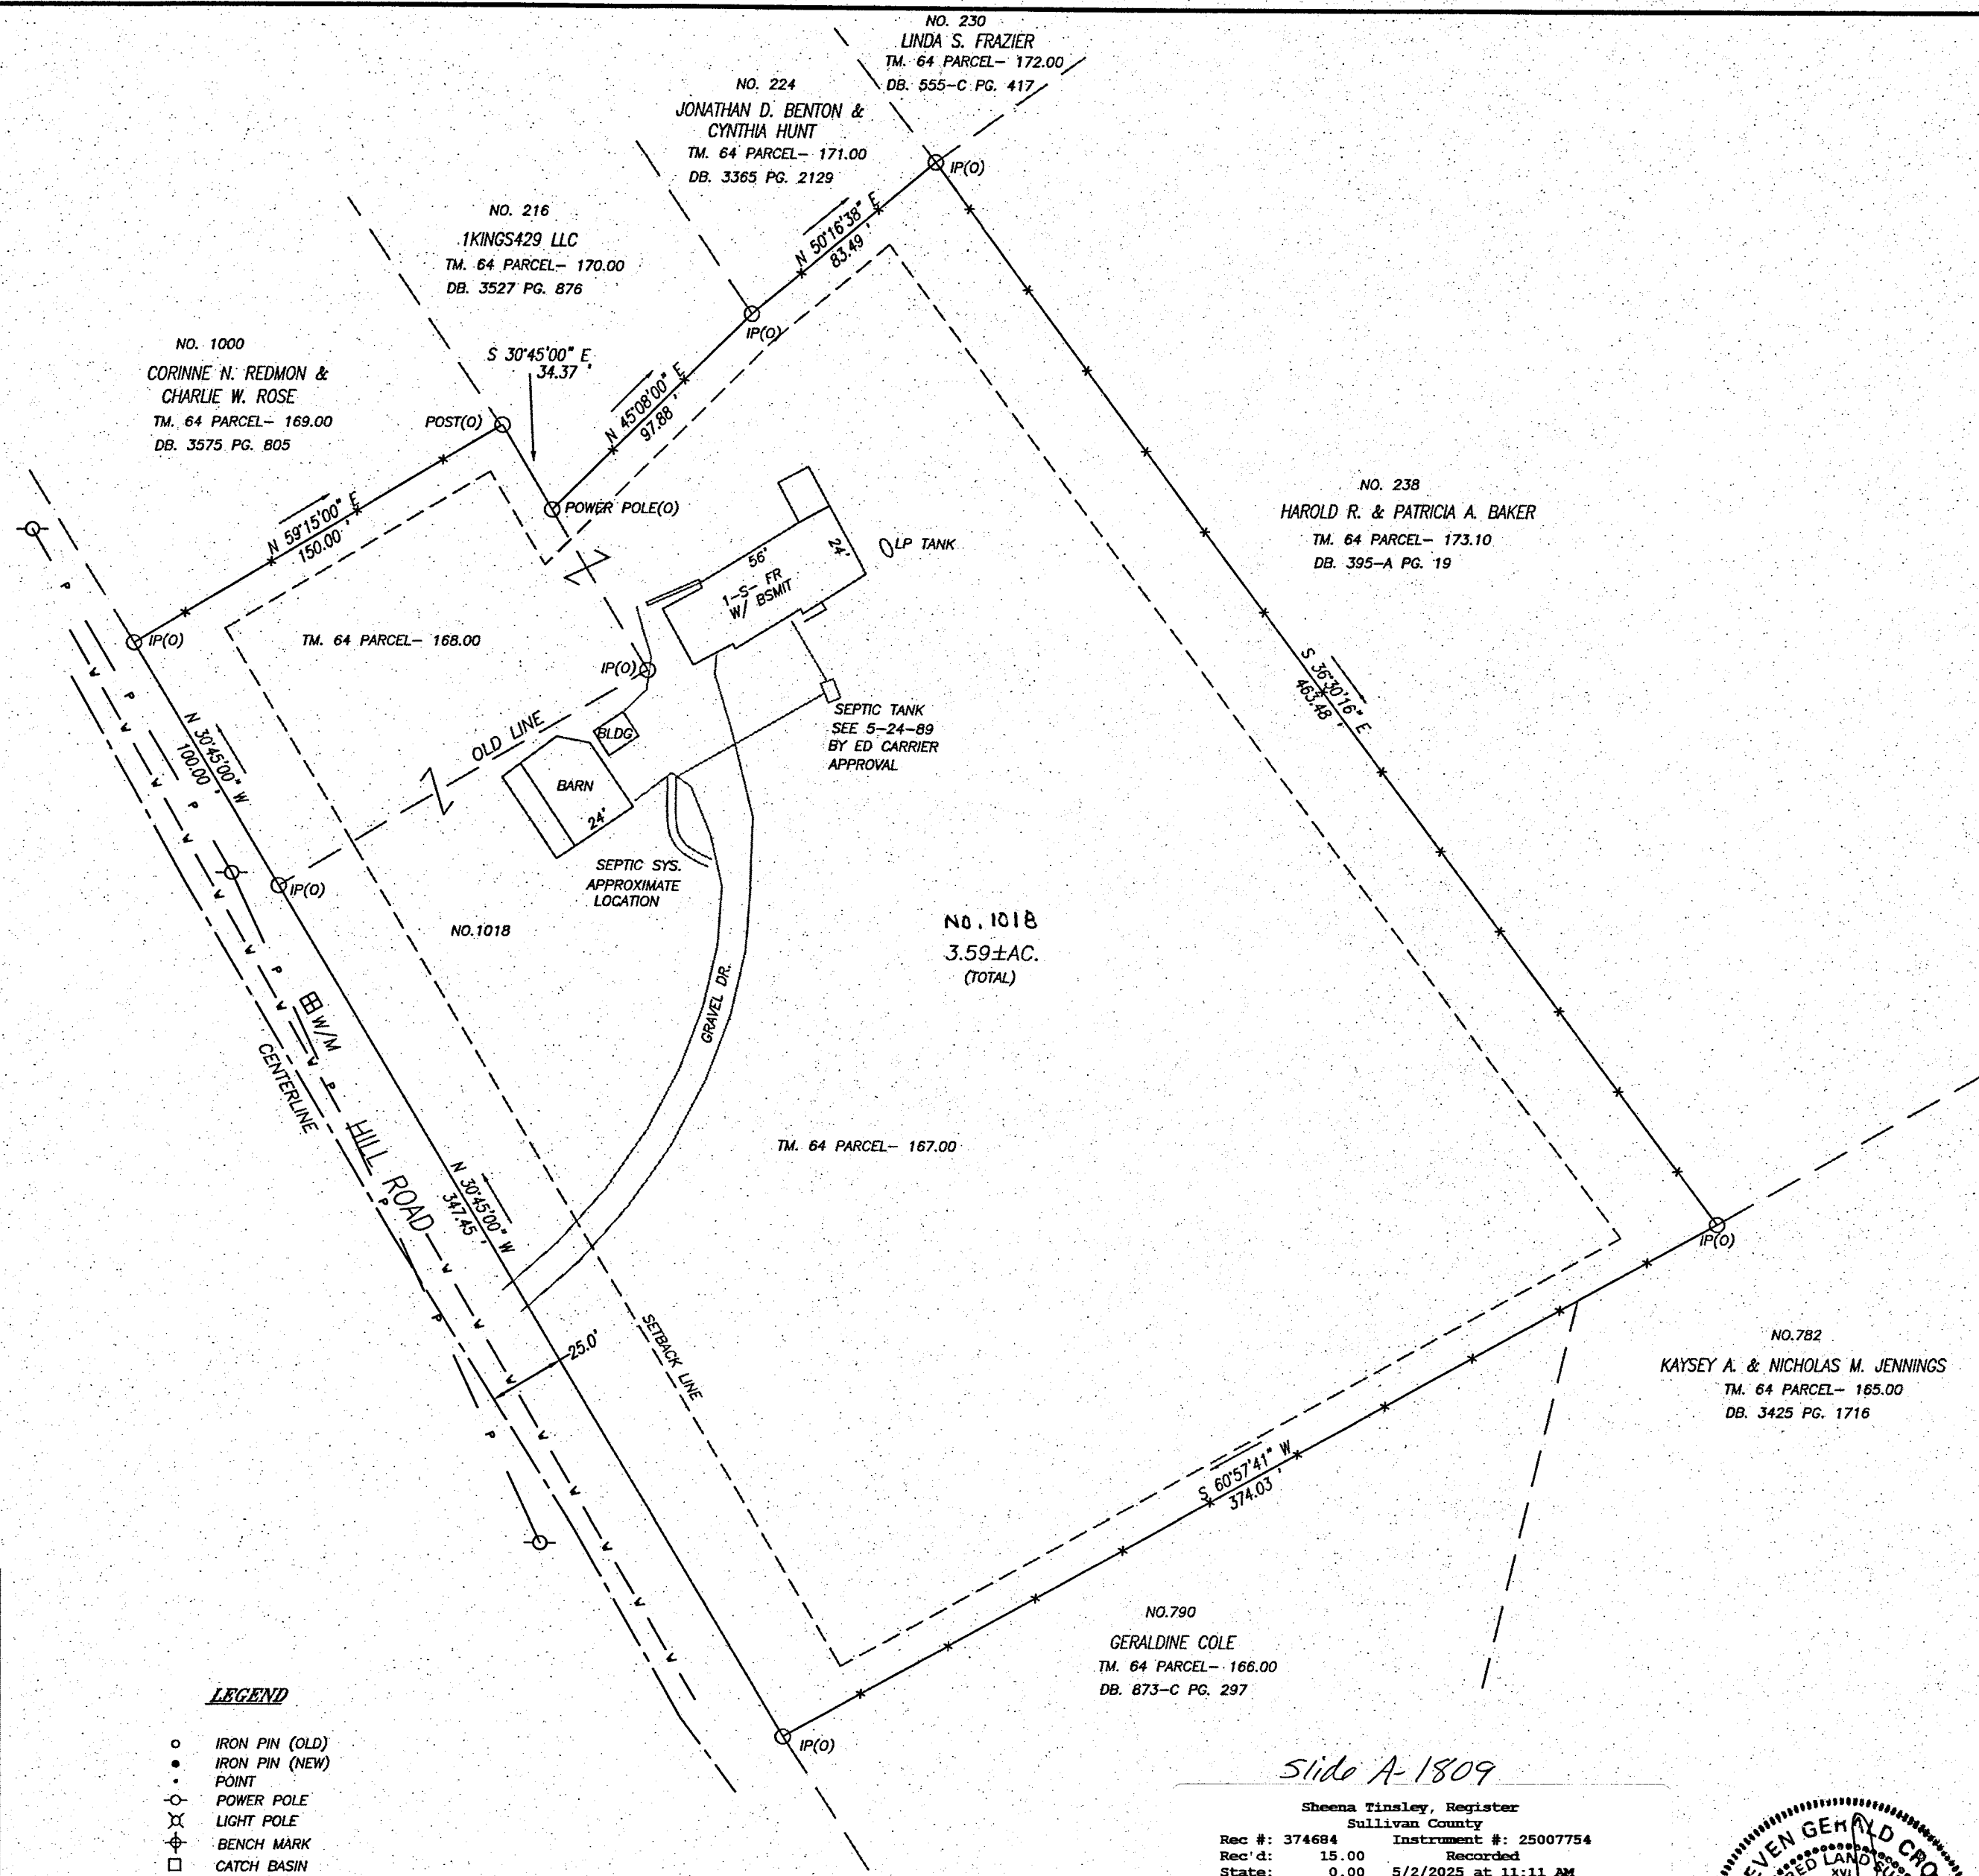 NO. 230
LINDA S. FRAZIER
TM. 64 PARCEL- 172.00
DB. 555-C PG. 417
NO. 224
JONATHAN D. BENTON &
CYNTHIA HUNT
TM. 64 PARCEL- 171.00
DB. 3365 PG. 2129
IP(O)
NO. 216
1KINGS429 LLC
TM. 64 PARCEL- 170.00
DB. 3527 PG. 876
N 50°16'38" E
83.49 '
IP(O)
NO. 1000
CORINNE N. REDMON &
CHARLIE W. ROSE
TM. 64 PARCEL- 169.00
DB. 3575 PG. 805
S 30°45'00" E
34.37 '
POST(O)
N 45°08'00" E
97.88 '
POWER POLE(O)
NO. 238
HAROLD R. & PATRICIA A. BAKER
TM. 64 PARCEL- 173.10
DB. 395-A PG. 19
N 59°15'00" E
150.00 '
56'
24'
1-S- FR
W/ BSMIT
LP TANK
IP(O)
TM. 64 PARCEL- 168.00
IP(O)
S 36°30'16" E
463.48 '
SEPTIC TANK
SEE 5-24-89
BY ED CARRIER
APPROVAL
N 30°45'00" W
100.00 '
OLD LINE
BLDG
BARN
24'
SEPTIC SYS.
APPROXIMATE
LOCATION
IP(O)
NO.1018
NO. 1018
3.59±AC.
(TOTAL)
GRAVEL DR.
P
P
P
P
P
P
P
P
W/M
CENTERLINE
HILL ROAD
TM. 64 PARCEL- 167.00
N 30°45'00" W
347.45 '
IP(O)
25.0'
SETBACK LINE
NO.782
KAYSEY A. & NICHOLAS M. JENNINGS
TM. 64 PARCEL- 165.00
DB. 3425 PG. 1716
S 60°57'41" W
374.03 '
NO.790
GERALDINE COLE
TM. 64 PARCEL- 166.00
DB. 873-C PG. 297
IP(O)
LEGEND
IRON PIN (OLD)
IRON PIN (NEW)
POINT
POWER POLE
LIGHT POLE
BENCH MARK
CATCH BASIN
Slide A-1809
Sheena Tinsley, Register
Sullivan County
Rec #: 374684 Instrument #: 25007754
Rec'd: 15.00 Recorded
State: 0.00 5/2/2025 at 11:11 AM
GERALD
LAND
XVI